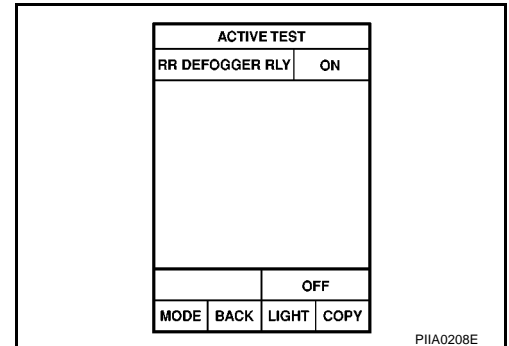 ACTIVE TEST
RR DEFOGGER RLY ON
OFF
MODE BACK LIGHT COPY
PIIA0208E